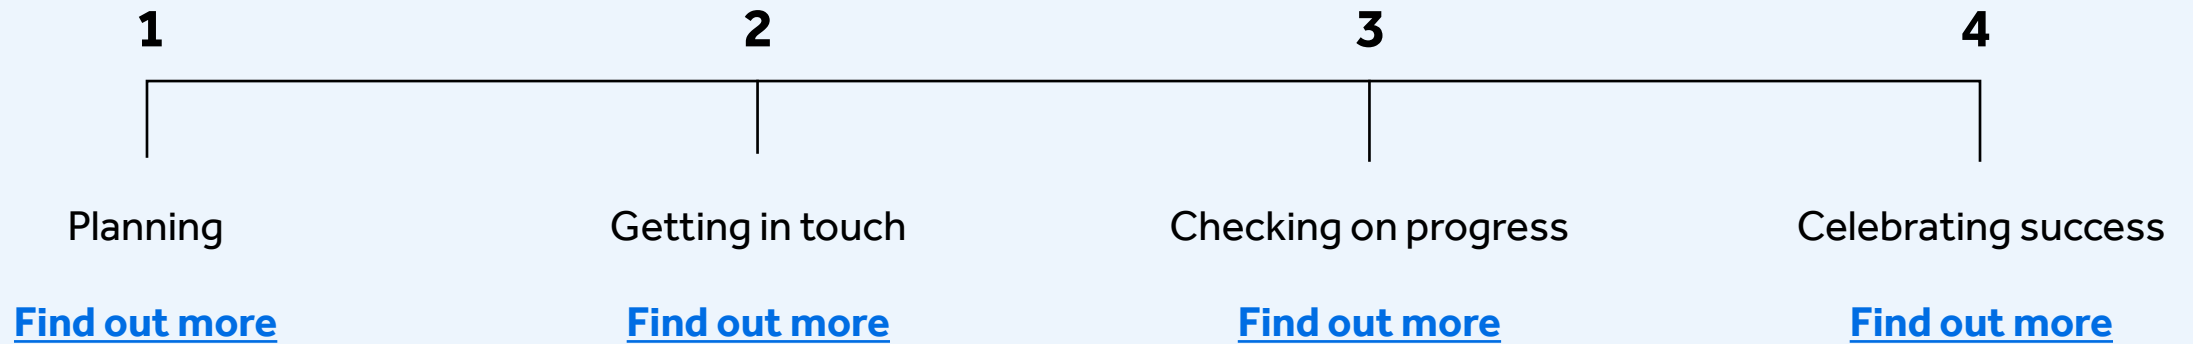 1 2 3 4
Planning Getting in touch Checking on progress Celebrating success
Find out more Find out more Find out more Find out more